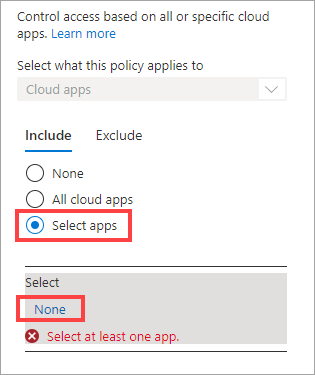 Control access based on all or specific cloud
apps. Learn more
Select what this policy applies to
Cloud apps
Include Exclude
None
All cloud apps
Select apps
Select
None
Select at least one app.